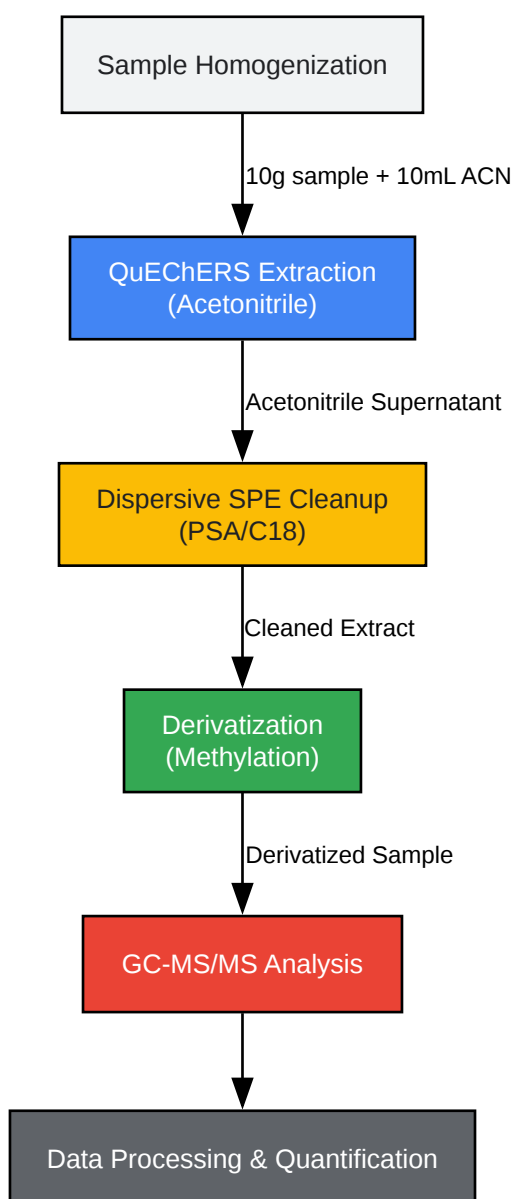 Sample Homogenization
10g sample + 10mL ACN
QuEChERS Extraction
(Acetonitrile)
Acetonitrile Supernatant
Dispersive SPE Cleanup
(PSA/C18)
Cleaned Extract
Derivatization
(Methylation)
Derivatized Sample
GC-MS/MS Analysis
Data Processing & Quantification